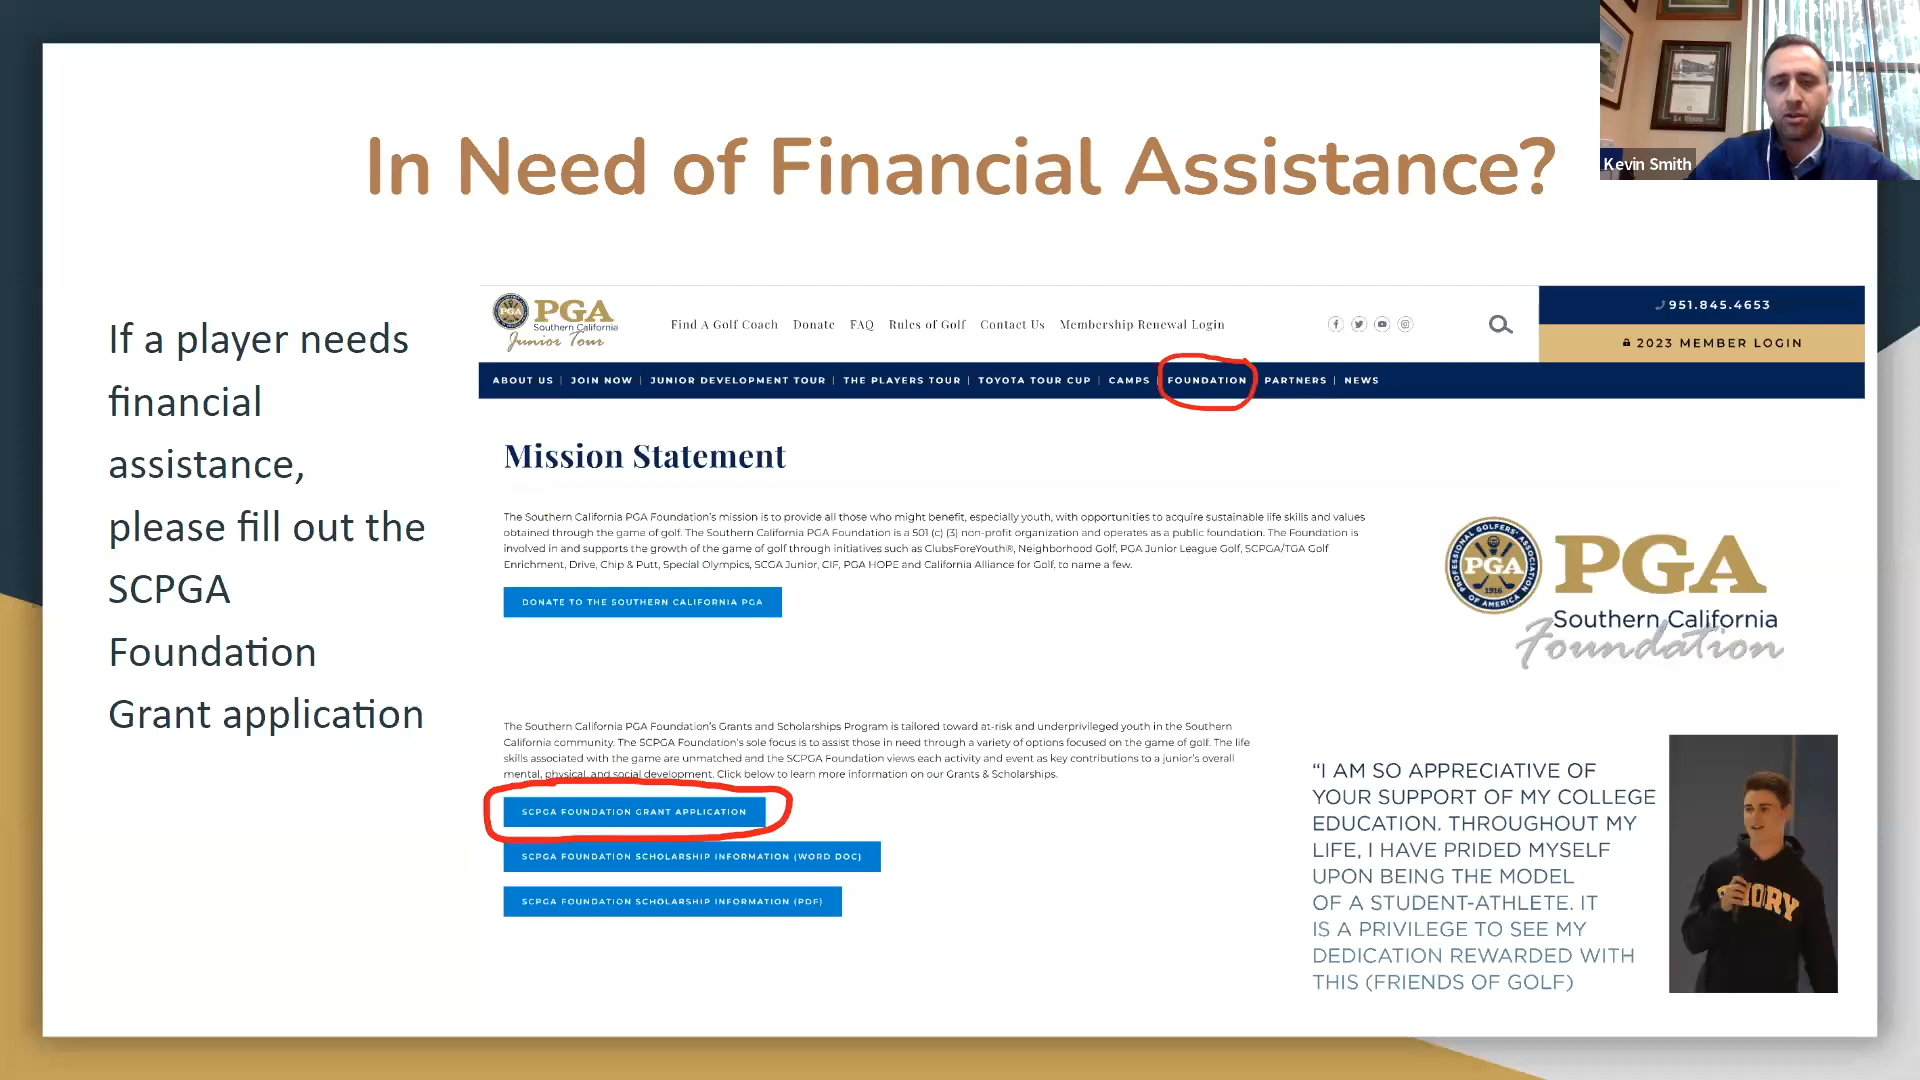 In Need of Financial Assistance?
Kevin Smith
If a player needs
financial
assistance,
please fill out the
SCPGA
Foundation
Grant application
PGA
PGA
Southern California
Junior Tour
Find A Golf Coach Donate FAQ Rules of Golf Contact Us Membership Renewal Login
951.845.4653
2023 MEMBER LOGIN
ABOUT US | JOIN NOW | JUNIOR DEVELOPMENT TOUR | THE PLAYERS TOUR | TOYOTA TOUR CUP | CAMPS | FOUNDATION PARTNERS | NEWS
Mission Statement
The Southern California PGA Foundation's mission is to provide all those who might benefit, especially youth, with opportunities to acquire sustainable life skills and values
obtained through the game of golf. The Southern California PGA Foundation is a 501 (c) (3) non-profit organization and operates as a public foundation. The Foundation is
involved in and supports the growth of the game of golf through initiatives such as ClubsForeYouth®, Neighborhood Golf, PGA Junior League Golf, SCPGA/TGA Golf
Enrichment, Drive, Chip & Putt, Special Olympics, SCGA Junior, CIF, PGA HOPE and California Alliance for Golf, to name a few.
DONATE TO THE SOUTHERN CALIFORNIA PGA
PROFESSIONAL GOLFERS' ASSOCIATION
OF AMERICA
PGA
1916
PGA
Southern California
Foundation
The Southern California PGA Foundation's Grants and Scholarships Program is tailored toward at-risk and underprivileged youth in the Southern
California community. The SCPGA Foundation's sole focus is to assist those in need through a variety of options focused on the game of golf. The life
skills associated with the game are unmatched and the SCPGA Foundation views each activity and event as key contributions to a junior's overall
mental, physical, and social development. Click below to learn more information on our Grants & Scholarships.
SCPGA FOUNDATION GRANT APPLICATION
SCPGA FOUNDATION SCHOLARSHIP INFORMATION (WORD DOC)
SCPGA FOUNDATION SCHOLARSHIP INFORMATION (PDF)
“I AM SO APPRECIATIVE OF
YOUR SUPPORT OF MY COLLEGE
EDUCATION. THROUGHOUT MY
LIFE, I HAVE PRIDED MYSELF
UPON BEING THE MODEL
OF A STUDENT-ATHLETE. IT
IS A PRIVILEGE TO SEE MY
DEDICATION REWARDED WITH
THIS (FRIENDS OF GOLF)